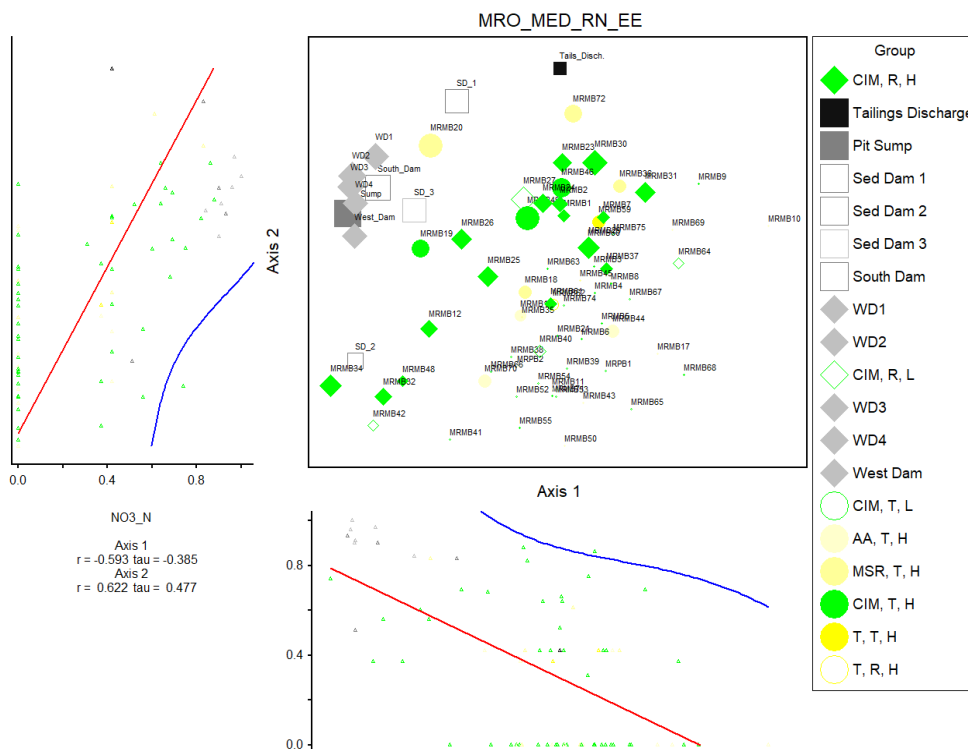 MRO_MED_RN_EE
Tails_Disch.
SD_1
MRMB72
MRMB20
WD1
WD2
WD3
South_Dam
WD4
Sump
SD_3
West_Dam
MRMB23
MRMB30
MRMB46
MRMB27
MRMB2
MRMB1
MRMB31
MRMB9
MRMB7
MRMB59
MRMB75
MRMB69
MRMB10
MRMB19
MRMB26
MRMB64
MRMB25
MRMB63
MRMB37
MRMB3
MRMB45
MRMB8
MRMB18
MRMB4
MRMB67
MRMB74
MRMB35
MRMB12
MRMB24
MRMB6
MRMB44
MRMB40
MRMB17
SD_2
MRMB38
MRPB2
MRMB39
MRPB1
MRMB68
MRMB34
MRMB48
MRMB70
MRMB54
MRMB32
MRMB11
MRMB52
MRMB43
MRMB65
MRMB42
MRMB55
MRMB41
MRMB50
Axis 2
Axis 1
0.0
0.4
0.8
NO3_N
Axis 1
r = -0.593 tau = -0.385
Axis 2
r = 0.622 tau = 0.477
0.8
0.4
0.0
Group
CIM, R, H
Tailings Discharge
Pit Sump
Sed Dam 1
Sed Dam 2
Sed Dam 3
South Dam
WD1
WD2
CIM, R, L
WD3
WD4
West Dam
CIM, T, L
AA, T, H
MSR, T, H
CIM, T, H
T, T, H
T, R, H